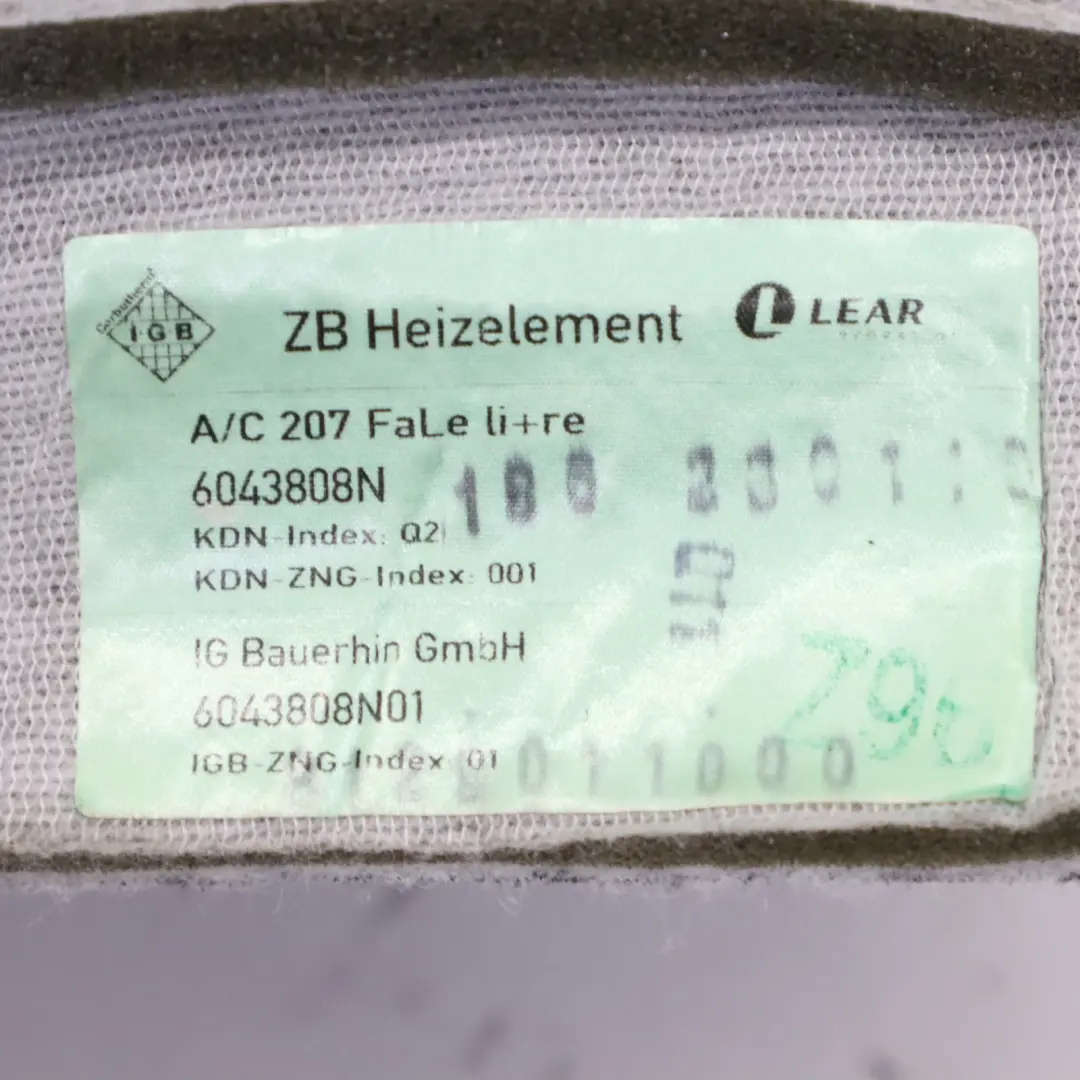 IGB
ZB Heizelement
LEAR
A/C 207 FaLe li+re
6043808N
KDN-Index: Q2
KDN-ZNG-Index: 001
IG Bauerhin GmbH
6043808N01
IGB-ZNG-Index 01